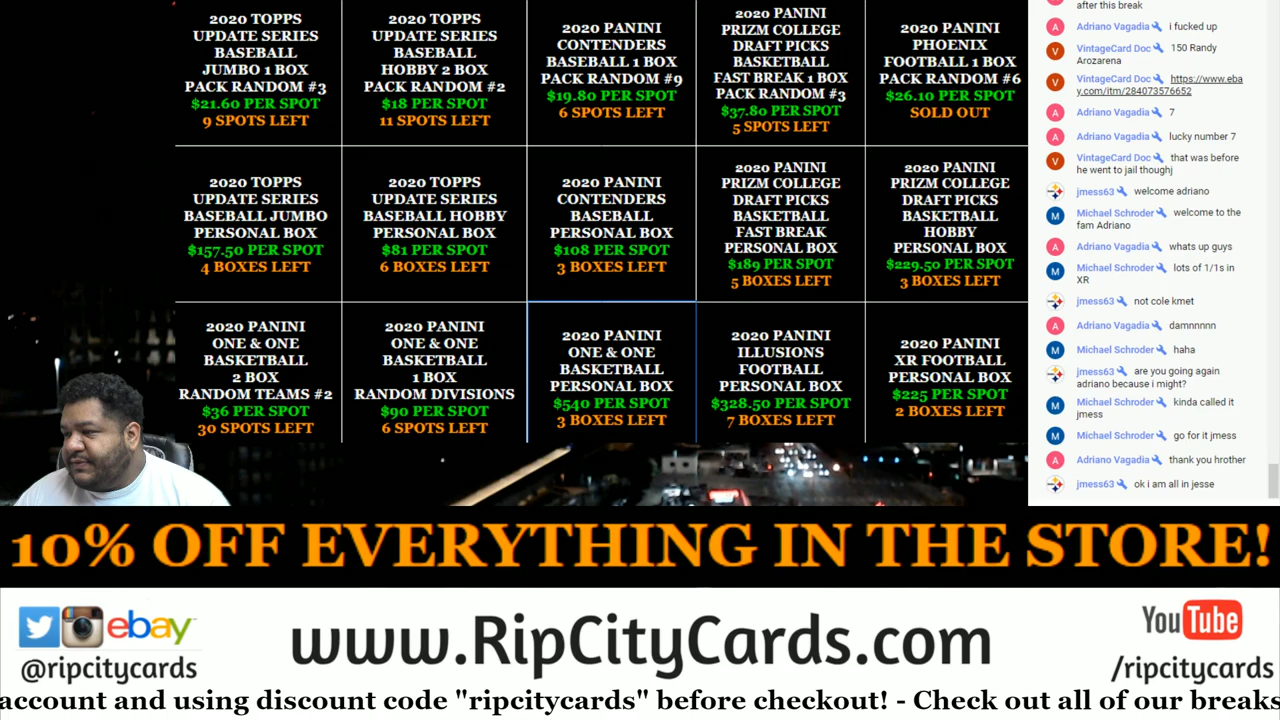 2020 TOPPS
UPDATE SERIES
BASEBALL
JUMBO 1 BOX
PACK RANDOM #3
$21.60 PER SPOT
9 SPOTS LEFT
2020 TOPPS
UPDATE SERIES
BASEBALL
HOBBY 2 BOX
PACK RANDOM #2
$18 PER SPOT
11 SPOTS LEFT
2020 PANINI
CONTENDERS
BASEBALL 1 BOX
PACK RANDOM #9
$19.80 PER SPOT
6 SPOTS LEFT
2020 PANINI
PRIZM COLLEGE
DRAFT PICKS
BASKETBALL
FAST BREAK 1 BOX
PACK RANDOM #3
$37.80 PER SPOT
5 SPOTS LEFT
2020 PANINI
PHOENIX
FOOTBALL 1 BOX
PACK RANDOM #6
$26.10 PER SPOT
SOLD OUT
2020 TOPPS
UPDATE SERIES
BASEBALL JUMBO
PERSONAL BOX
$157.50 PER SPOT
4 BOXES LEFT
2020 TOPPS
UPDATE SERIES
BASEBALL HOBBY
PERSONAL BOX
$81 PER SPOT
6 BOXES LEFT
2020 PANINI
CONTENDERS
BASEBALL
PERSONAL BOX
$108 PER SPOT
3 BOXES LEFT
2020 PANINI
PRIZM COLLEGE
DRAFT PICKS
BASKETBALL
FAST BREAK
PERSONAL BOX
$189 PER SPOT
5 BOXES LEFT
2020 PANINI
PRIZM COLLEGE
DRAFT PICKS
BASKETBALL
HOBBY
PERSONAL BOX
$229.50 PER SPOT
3 BOXES LEFT
2020 PANINI
ONE & ONE
BASKETBALL
2 BOX
RANDOM TEAMS #2
$36 PER SPOT
30 SPOTS LEFT
2020 PANINI
ONE & ONE
BASKETBALL
1 BOX
RANDOM DIVISIONS
$90 PER SPOT
6 SPOTS LEFT
2020 PANINI
ONE & ONE
BASKETBALL
PERSONAL BOX
$540 PER SPOT
3 BOXES LEFT
2020 PANINI
ILLUSIONS
FOOTBALL
PERSONAL BOX
$328.50 PER SPOT
7 BOXES LEFT
2020 PANINI
XR FOOTBALL
PERSONAL BOX
$225 PER SPOT
2 BOXES LEFT
after this break
A Adriano Vagadia i fucked up
V VintageCard Doc 150 Randy
Arozarena
V VintageCard Doc https://www.eba
y.com/itm/284073576652
A Adriano Vagadia 7
A Adriano Vagadia lucky number 7
V VintageCard Doc that was before
he went to jail thoughj
jmess63 welcome adriano
M Michael Schroder welcome to the
fam Adriano
A Adriano Vagadia whats up guys
M Michael Schroder lots of 1/1s in
XR
jmess63 not cole kmet
A Adriano Vagadia damnnnnn
M Michael Schroder haha
jmess63 are you going again
adriano because i might?
M Michael Schroder kinda called it
jmess
M Michael Schroder go for it jmess
A Adriano Vagadia thank you hrother
jmess63 ok i am all in jesse
10% OFF EVERYTHING IN THE STORE!
ebay
@ripcitycards
www.RipCityCards.com
YouTube
/ripcitycards
account and using discount code "ripcitycards" before checkout! - Check out all of our breaks